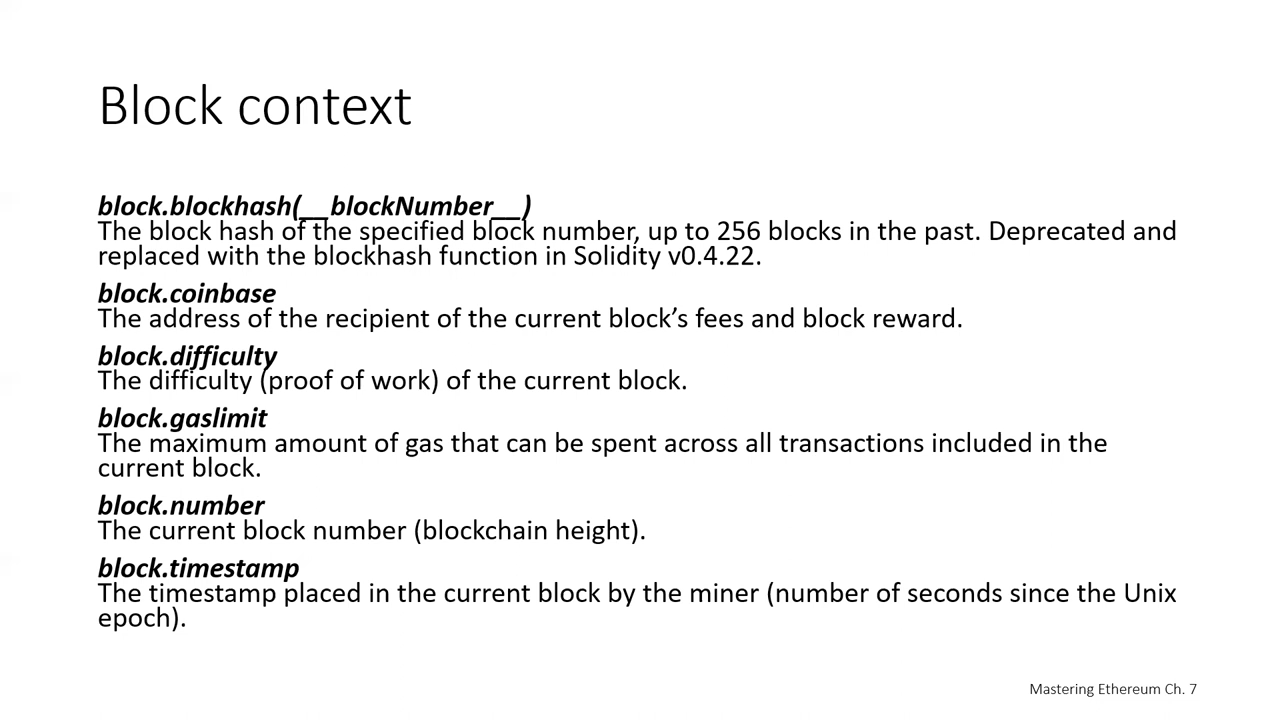 Block context
block.blockhash(__blockNumber__)
The block hash of the specified block number, up to 256 blocks in the past. Deprecated and
replaced with the blockhash function in Solidity v0.4.22.
block.coinbase
The address of the recipient of the current block’s fees and block reward.
block.difficulty
The difficulty (proof of work) of the current block.
block.gaslimit
The maximum amount of gas that can be spent across all transactions included in the
current block.
block.number
The current block number (blockchain height).
block.timestamp
The timestamp placed in the current block by the miner (number of seconds since the Unix
epoch).
Mastering Ethereum Ch. 7